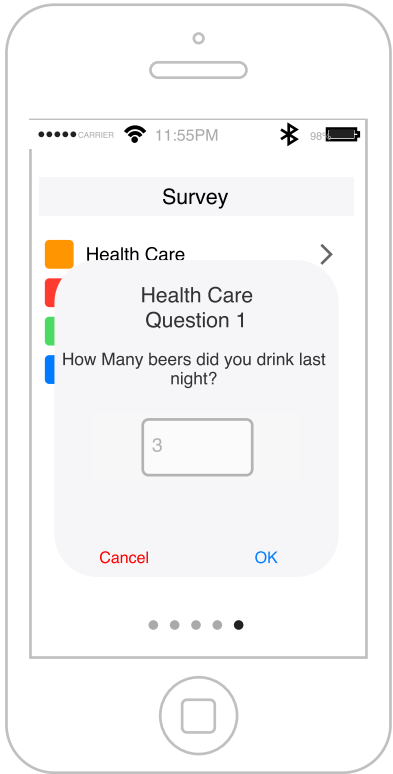 CARRIER 11:55PM 98%
Survey
Health Care
Health Care
Question 1
How Many beers did you drink last
night?
3
Cancel OK